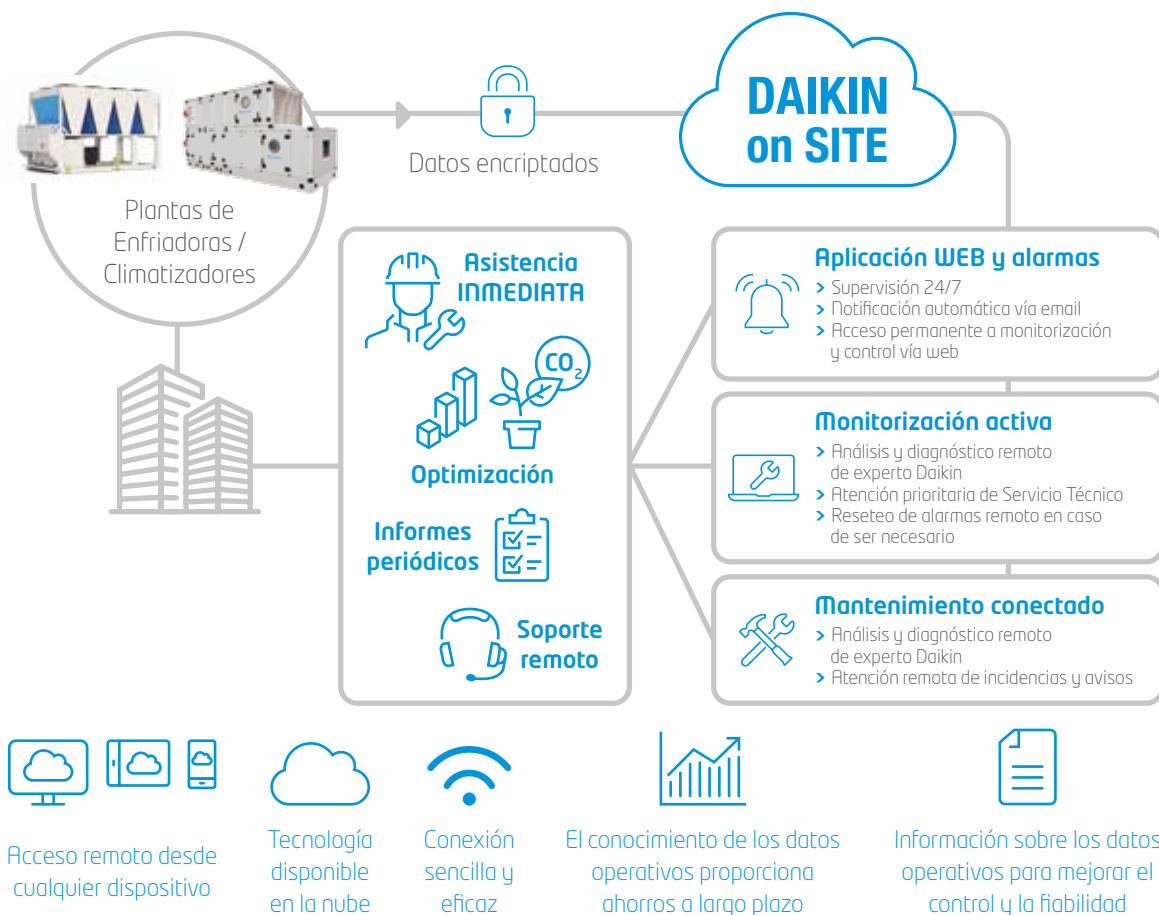 DAIKIN
on SITE
Datos encriptados
Plantas de
Enfriadoras /
Climatizadores
Asistencia
INMEDIATA
CO2
Optimización
Informes
periódicos
Soporte
remoto
Aplicación WEB y alarmas
> Supervisión 24/7
> Notificación automática vía email
> Acceso permanente a monitorización
y control vía web
Monitorización activa
> Análisis y diagnóstico remoto
de experto Daikin
> Atención prioritaria de Servicio Técnico
> Reseteo de alarmas remoto en caso
de ser necesario
Mantenimiento conectado
> Análisis y diagnóstico remoto
de experto Daikin
> Atención remota de incidencias y avisos
Acceso remoto desde
cualquier dispositivo
Tecnología
disponible
en la nube
Conexión
sencilla y
eficaz
El conocimiento de los datos
operativos proporciona
ahorros a largo plazo
Información sobre los datos
operativos para mejorar el
control y la fiabilidad